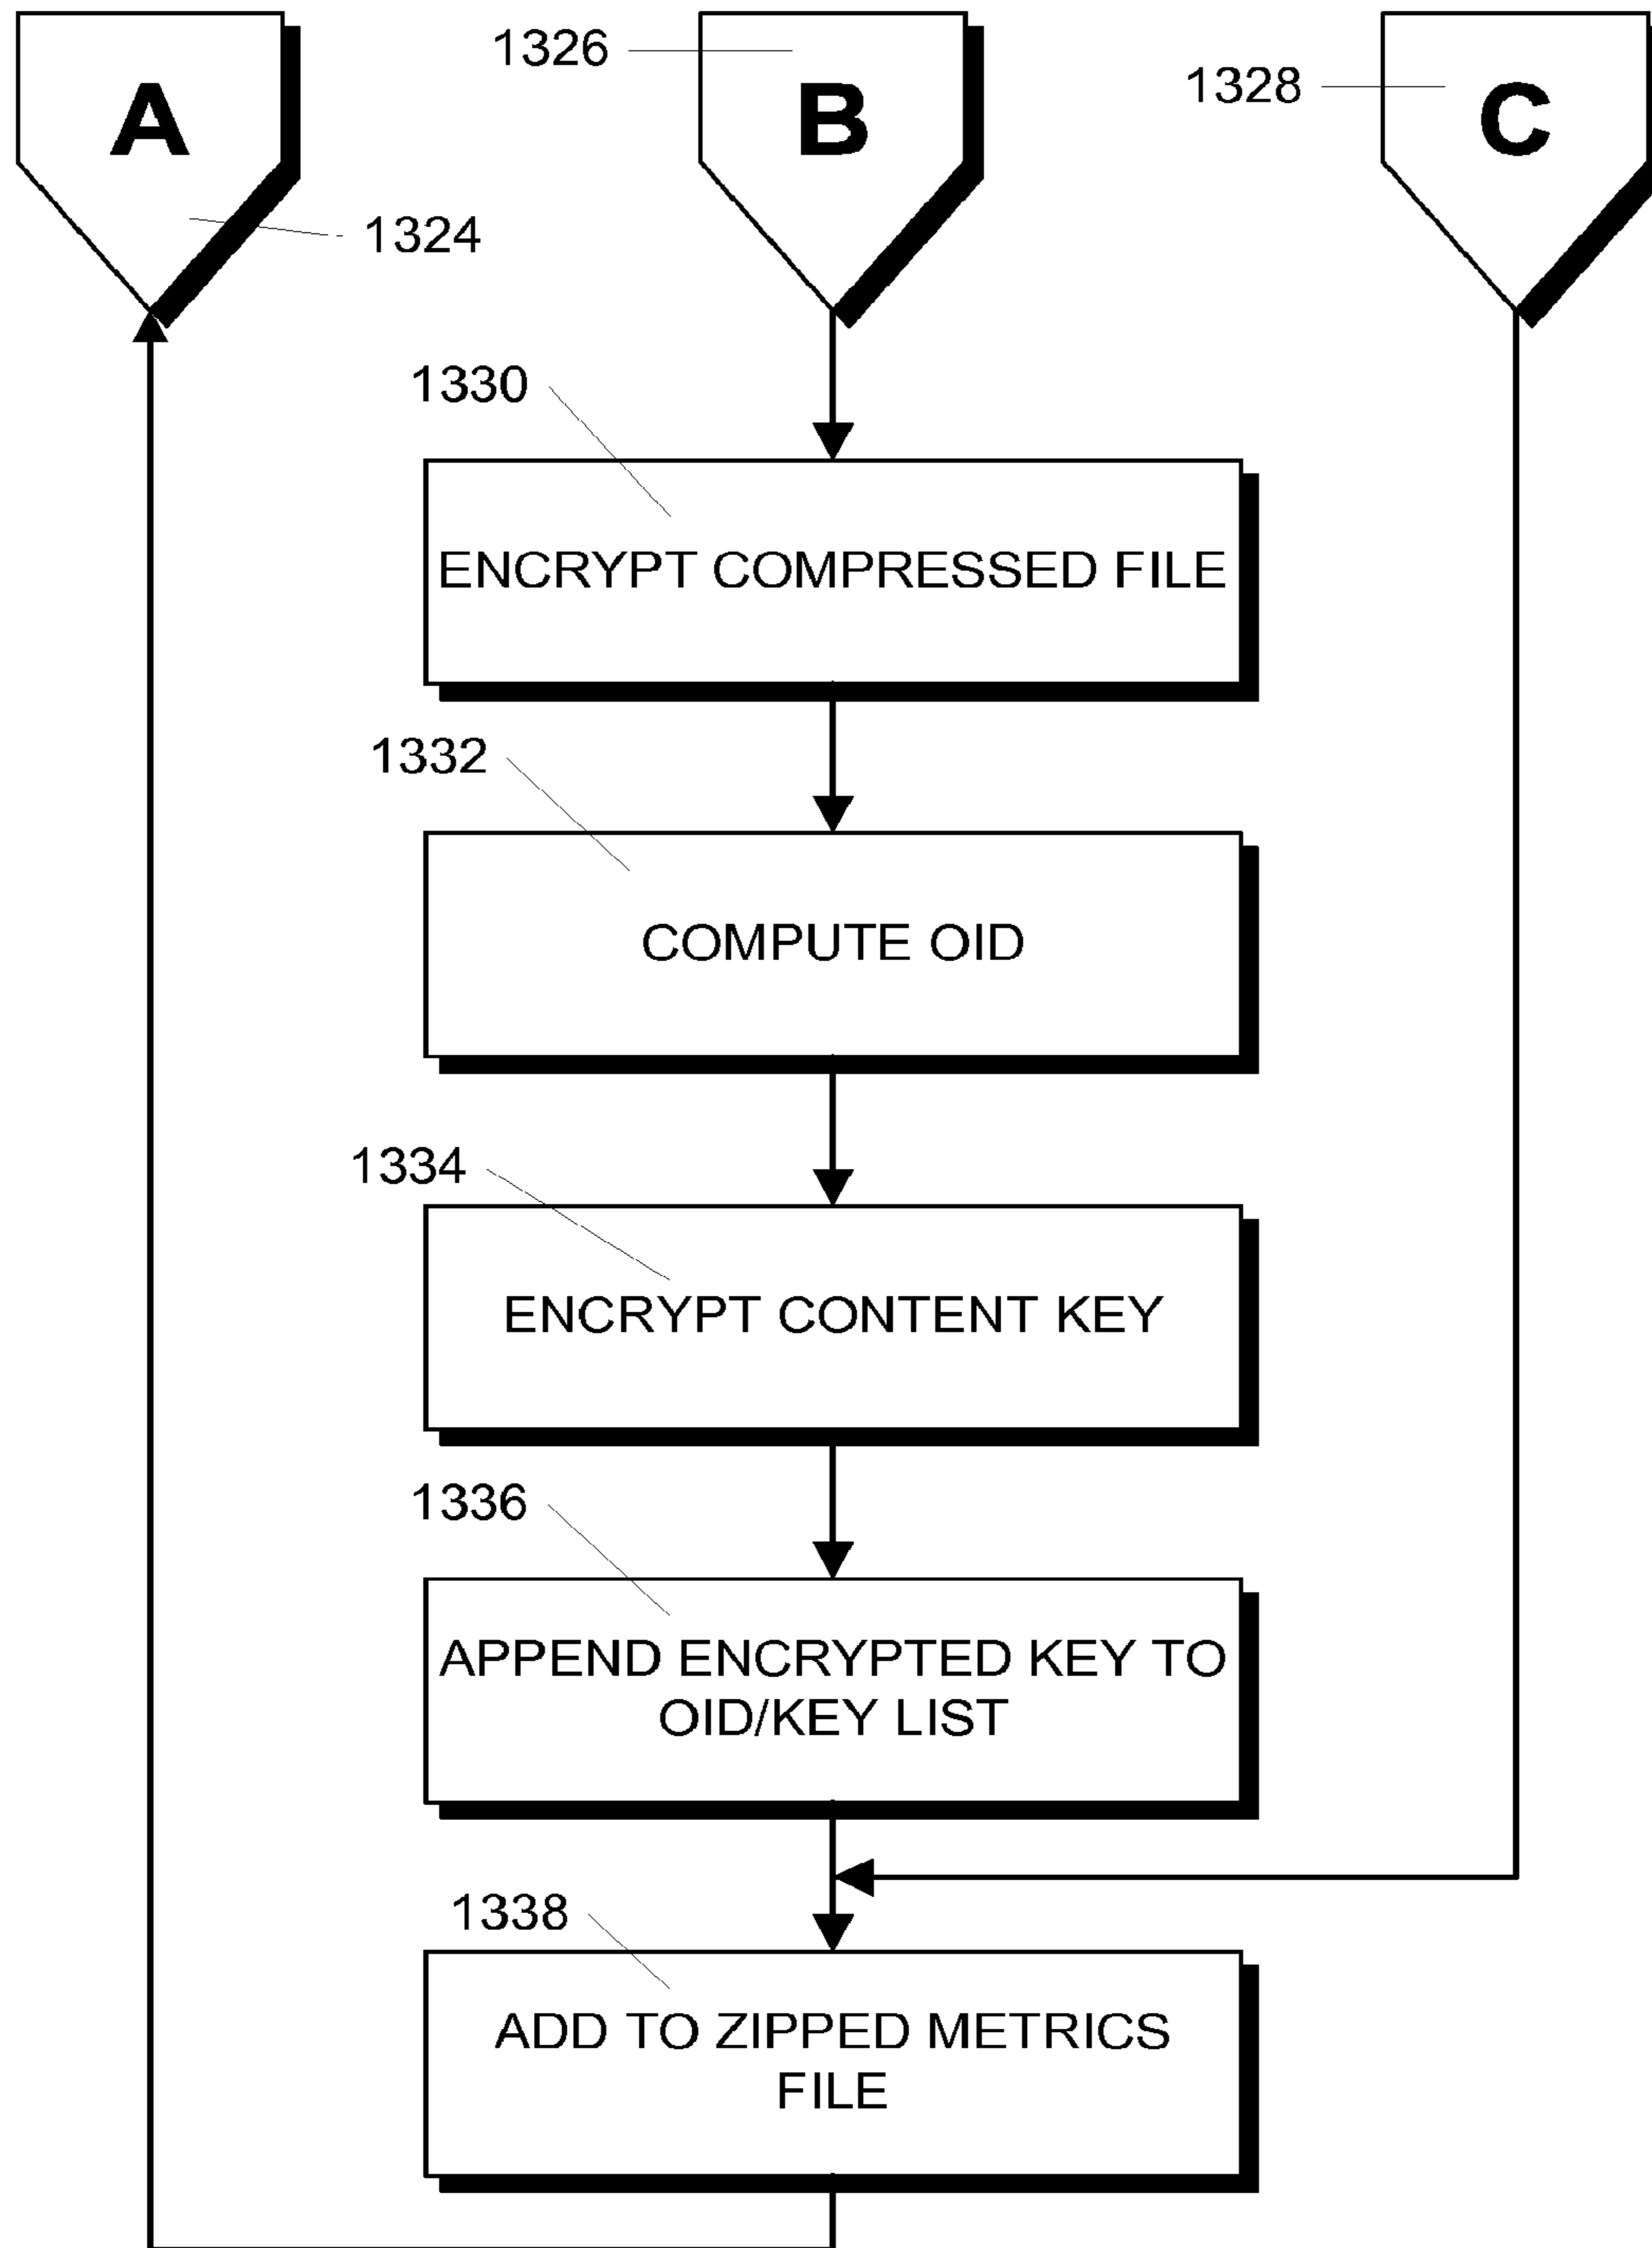 A
1326
B
1328
C
1324
1330
ENCRYPT COMPRESSED FILE
1332
COMPUTE OID
1334
ENCRYPT CONTENT KEY
1336
APPEND ENCRYPTED KEY TO
OID/KEY LIST
1338
ADD TO ZIPPED METRICS
FILE